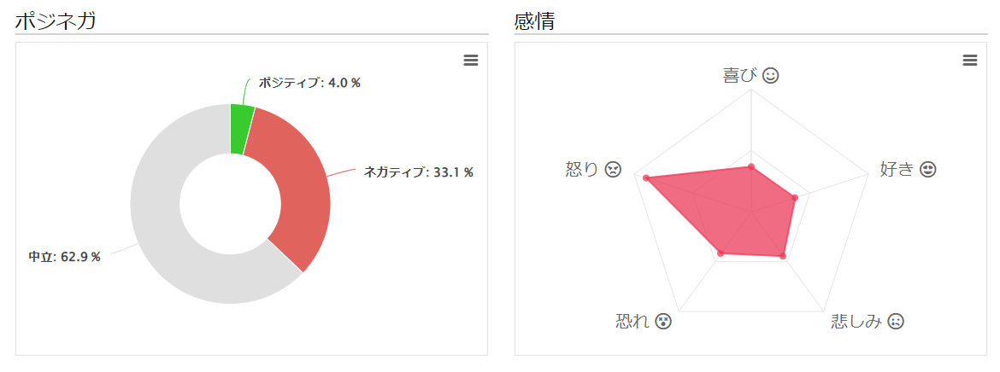 ポジネガ
ポジティブ: 4.0 %
ネガティブ: 33.1 %
中立: 62.9 %
感情
喜び
好き
悲しみ
恐れ
怒り